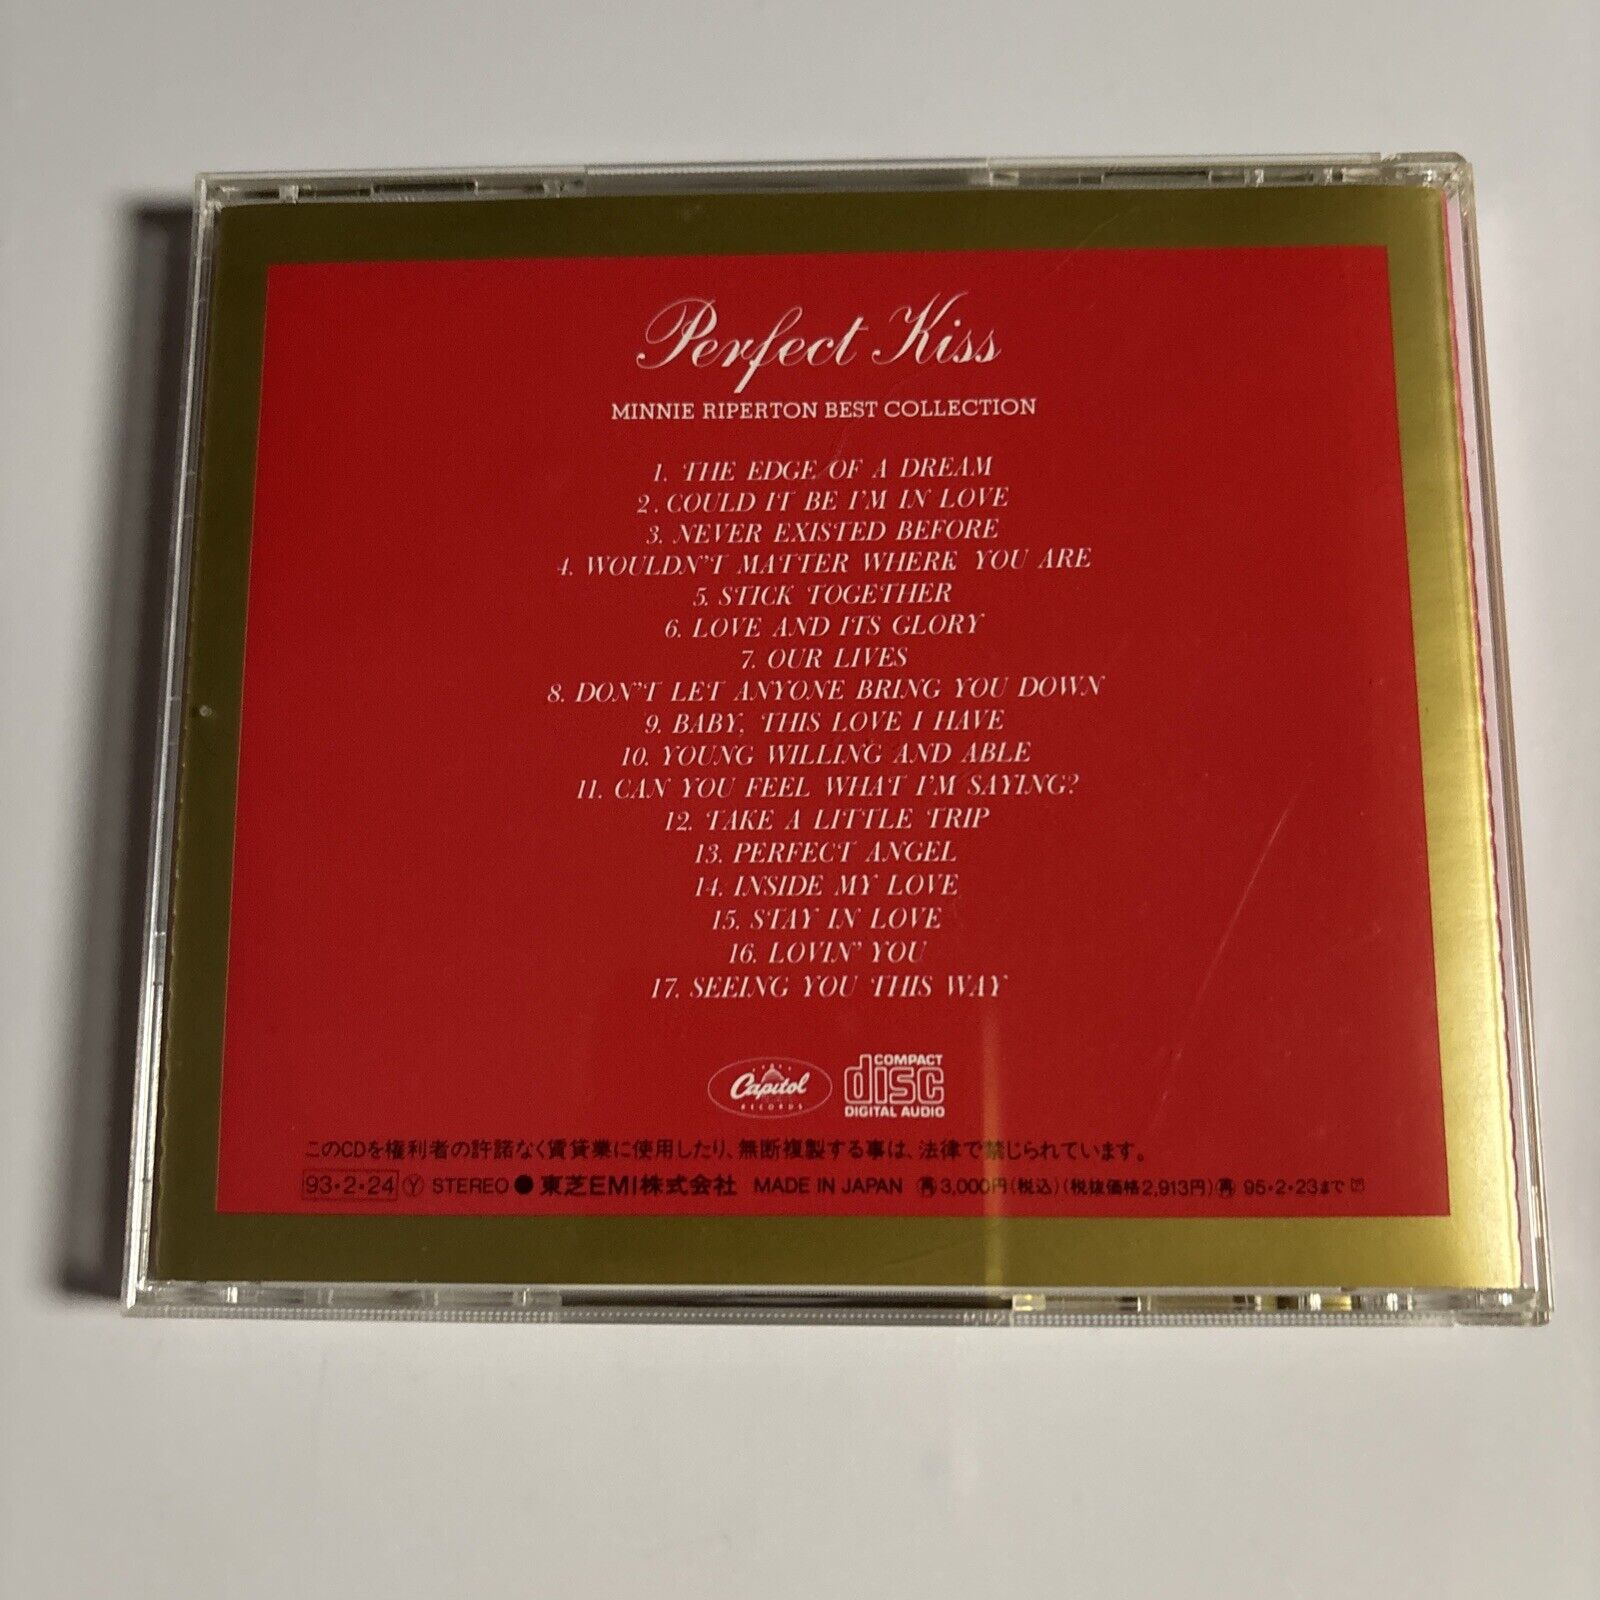 Perfect Kiss
MINNIE RIPERTON BEST COLLECTION
1. THE EDGE OF A DREAM
2. COULD IT BE I'M IN LOVE
3. NEVER EXISTED BEFORE
4. WOULDN'T MATTER WHERE YOU ARE
5. STICK TOGETHER
6. LOVE AND ITS GLORY
7. OUR LIVES
8. DON'T LET ANYONE BRING YOU DOWN
9. BABY, THIS LOVE I HAVE
10. YOUNG WILLING AND ABLE
11. CAN YOU FEEL WHAT I'M SAYING?
12. TAKE A LITTLE TRIP
13. PERFECT ANGEL
14. INSIDE MY LOVE
15. STAY IN LOVE
16. LOVIN' YOU
17. SEEING YOU THIS WAY
Capitol
RECORDS
COMPACT
disc
DIGITAL AUDIO
このCDを権利者の許諾なく賃貸業に使用したり、無断複製する事は、法律で禁じられています。
93・2・24 Ⓨ STEREO ● 東芝EMI株式会社 MADE IN JAPAN 再 3,000円(税込)(税抜価格2,913円) 再 95・2・23まで